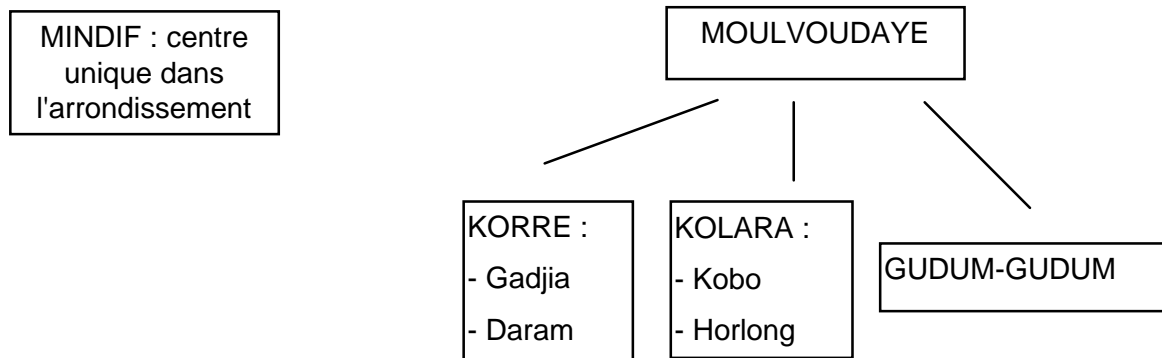 MINDIF : centre
unique dans
l'arrondissement
MOULVOUDAYE
KORRE :
- Gadjia
- Daram
KOLARA :
- Kobo
- Horlong
GUDUM-GUDUM